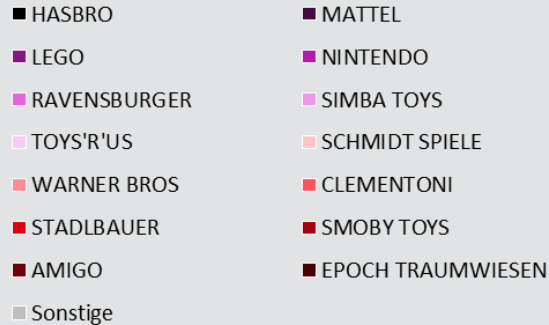 HASBRO MATTEL
LEGO NINTENDO
RAVENSBURGER SIMBA TOYS
TOYS'R'US SCHMIDT SPIELE
WARNER BROS CLEMENTONI
STADLBAUER SMOBY TOYS
AMIGO EPOCH TRAUMWIESEN
Sonstige